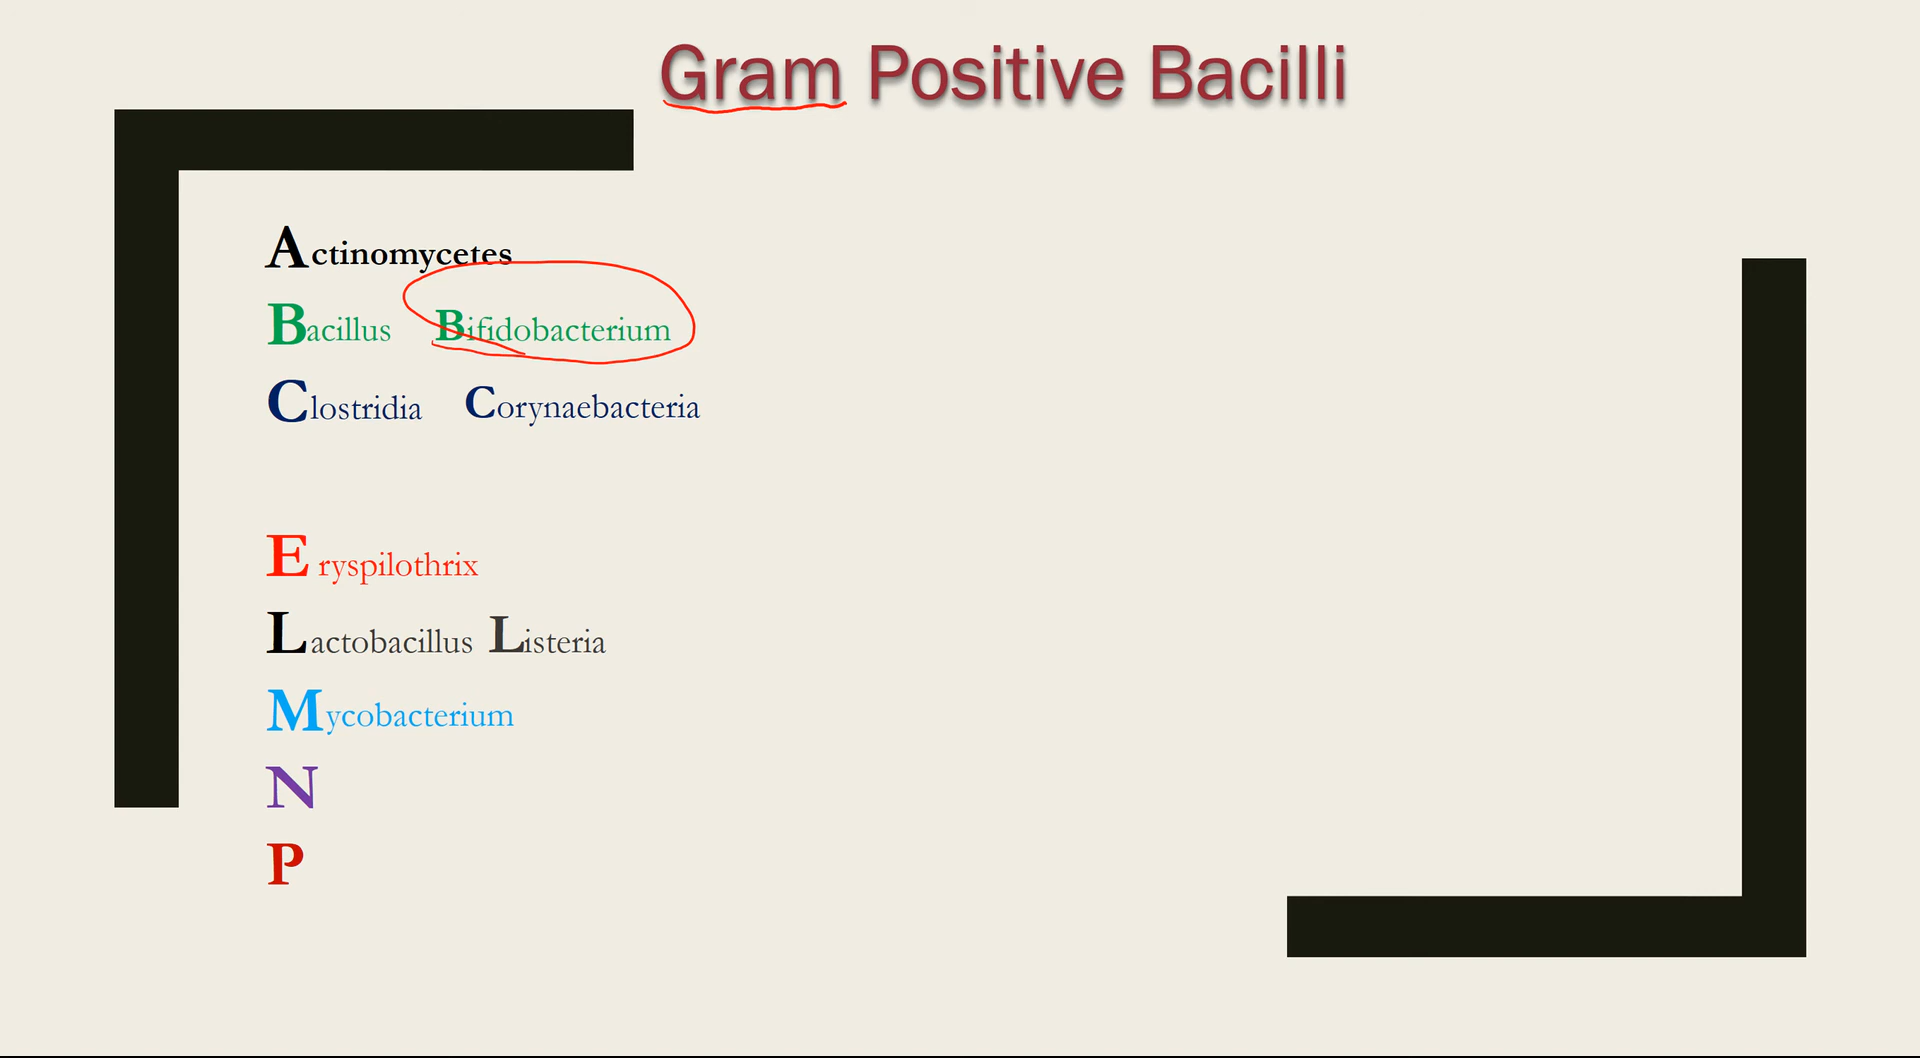 Gram Positive Bacilli
Actinomycetes
Bacillus Bifidobacterium
Clostridia Corynaebacteria
E ryspilothrix
Lactobacillus Listeria
Mycobacterium
N
P